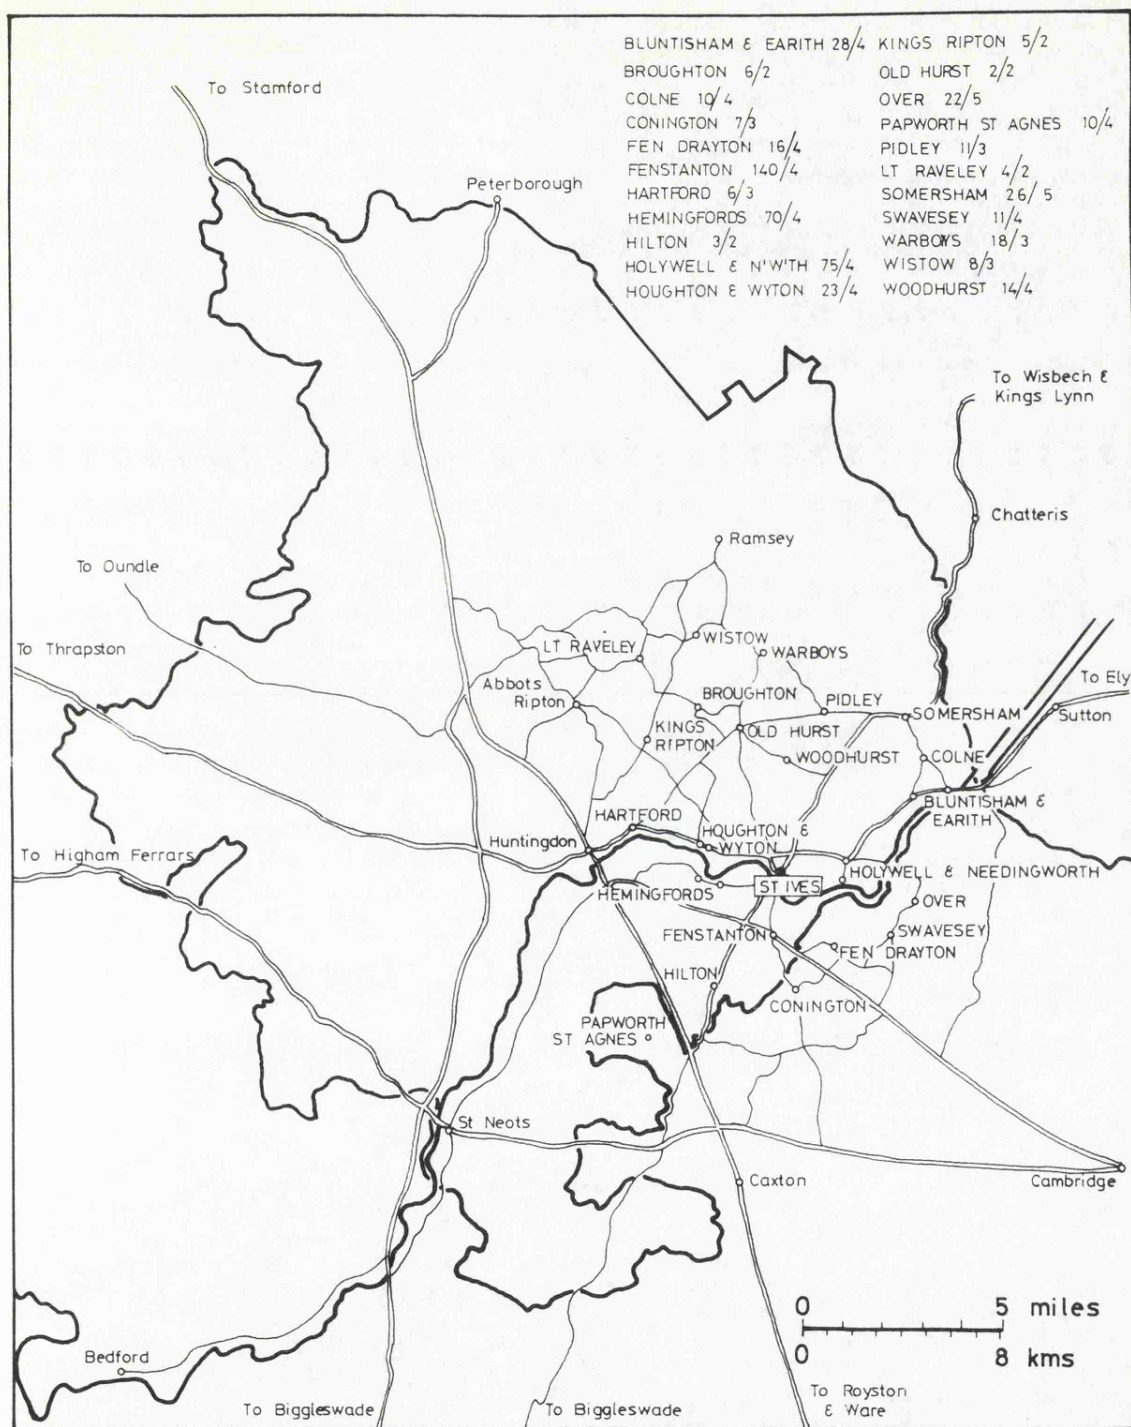 BLUNTISHAM & EARITH 28/4
BROUGHTON 6/2
COLNE 10/4
CONINGTON 7/3
FEN DRAYTON 16/4
FENSTANTON 140/4
HARTFORD 6/3
HEMINGFORDS 70/4
HILTON 3/2
HOLYWELL & N'W'TH 75/4
HOUGHTON & WYTON 23/4
KINGS RIPTON 5/2
OLD HURST 2/2
OVER 22/5
PAPWORTH ST AGNES 10/4
PIDLEY 11/3
LT RAVELEY 4/2
SOMERSHAM 26/5
SWAVESEY 11/4
WARBOYS 18/3
WISTOW 8/3
WOODHURST 14/4
To Stamford
Peterborough
To Wisbech &
Kings Lynn
Chatteris
Ramsey
To Oundle
To Thrapston
LT RAVELEY
WISTOW
WARBOYS
Abbots
Ripton
BROUGHTON
PIDLEY
To Ely
Sutton
SOMERSHAM
KINGS
RIPTON
OLD HURST
WOODHURST
COLNE
BLUNTISHAM &
EARITH
HARTFORD
Huntingdon
HOUGHTON &
WYTON
To Higham Ferrars
HOLYWELL & NEEDINGWORTH
HEMINGFORDS
ST IVES
OVER
FENSTANTON
SWAVESEY
FEN DRAYTON
HILTON
CONINGTON
PAPWORTH
ST AGNES
St Neots
Caxton
Cambridge
0 5 miles
0 8 kms
Bedford
To Biggleswade
To Biggleswade
To Royston
& Ware